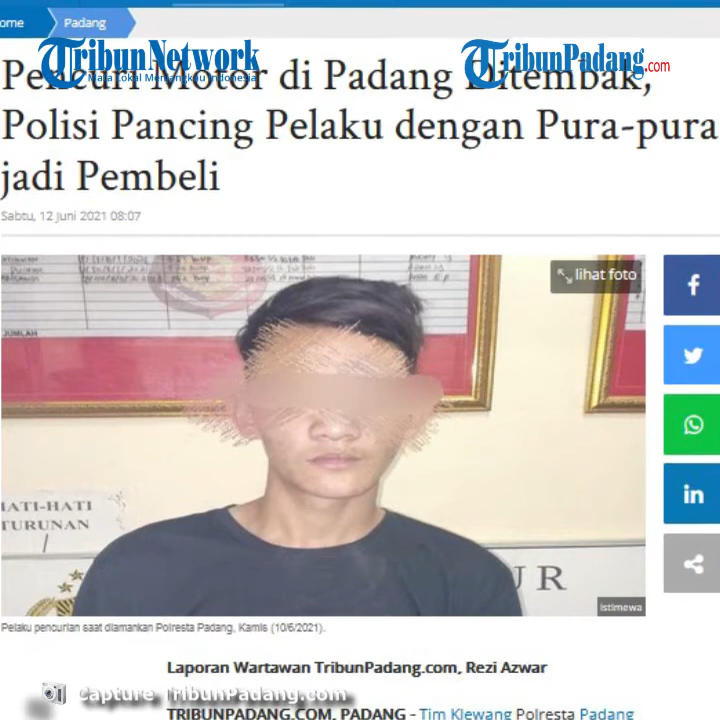 ome
Padang
Tribun Network
Mata Lokal Menjangkau Indonesia
TribunPadang.com
Pencuri Motor di Padang Ditembak,
Polisi Pancing Pelaku dengan Pura-pura
jadi Pembeli
Sabtu, 12 Juni 2021 08:07
lihat foto
JUMLAH
HATI-HATI
TURUNAN
U R
Istimewa
Pelaku pencurian saat diamankan Polresta Padang, Kamis (10/6/2021).
Laporan Wartawan TribunPadang.com, Rezi Azwar
Capture TribunPadang.com
TRIBUNPADANG.COM, PADANG - Tim Klewang Polresta Padang